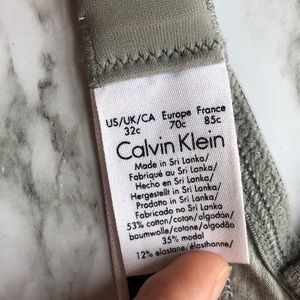 US/UK/CA Europe France
32c 70c 85c
Calvin Klein
Made in Sri Lanka/
Fabriqué au Sri Lanka/
Hecho en Sri Lanka/
Hergestellt in Sri Lanka/
Prodotto in Sri Lanka/
Fabricado no Sri Lanka
53% cotton/coton/algodón/
baumwolle/cotone/algodão
35% modal
12% elastane/élasthanne/